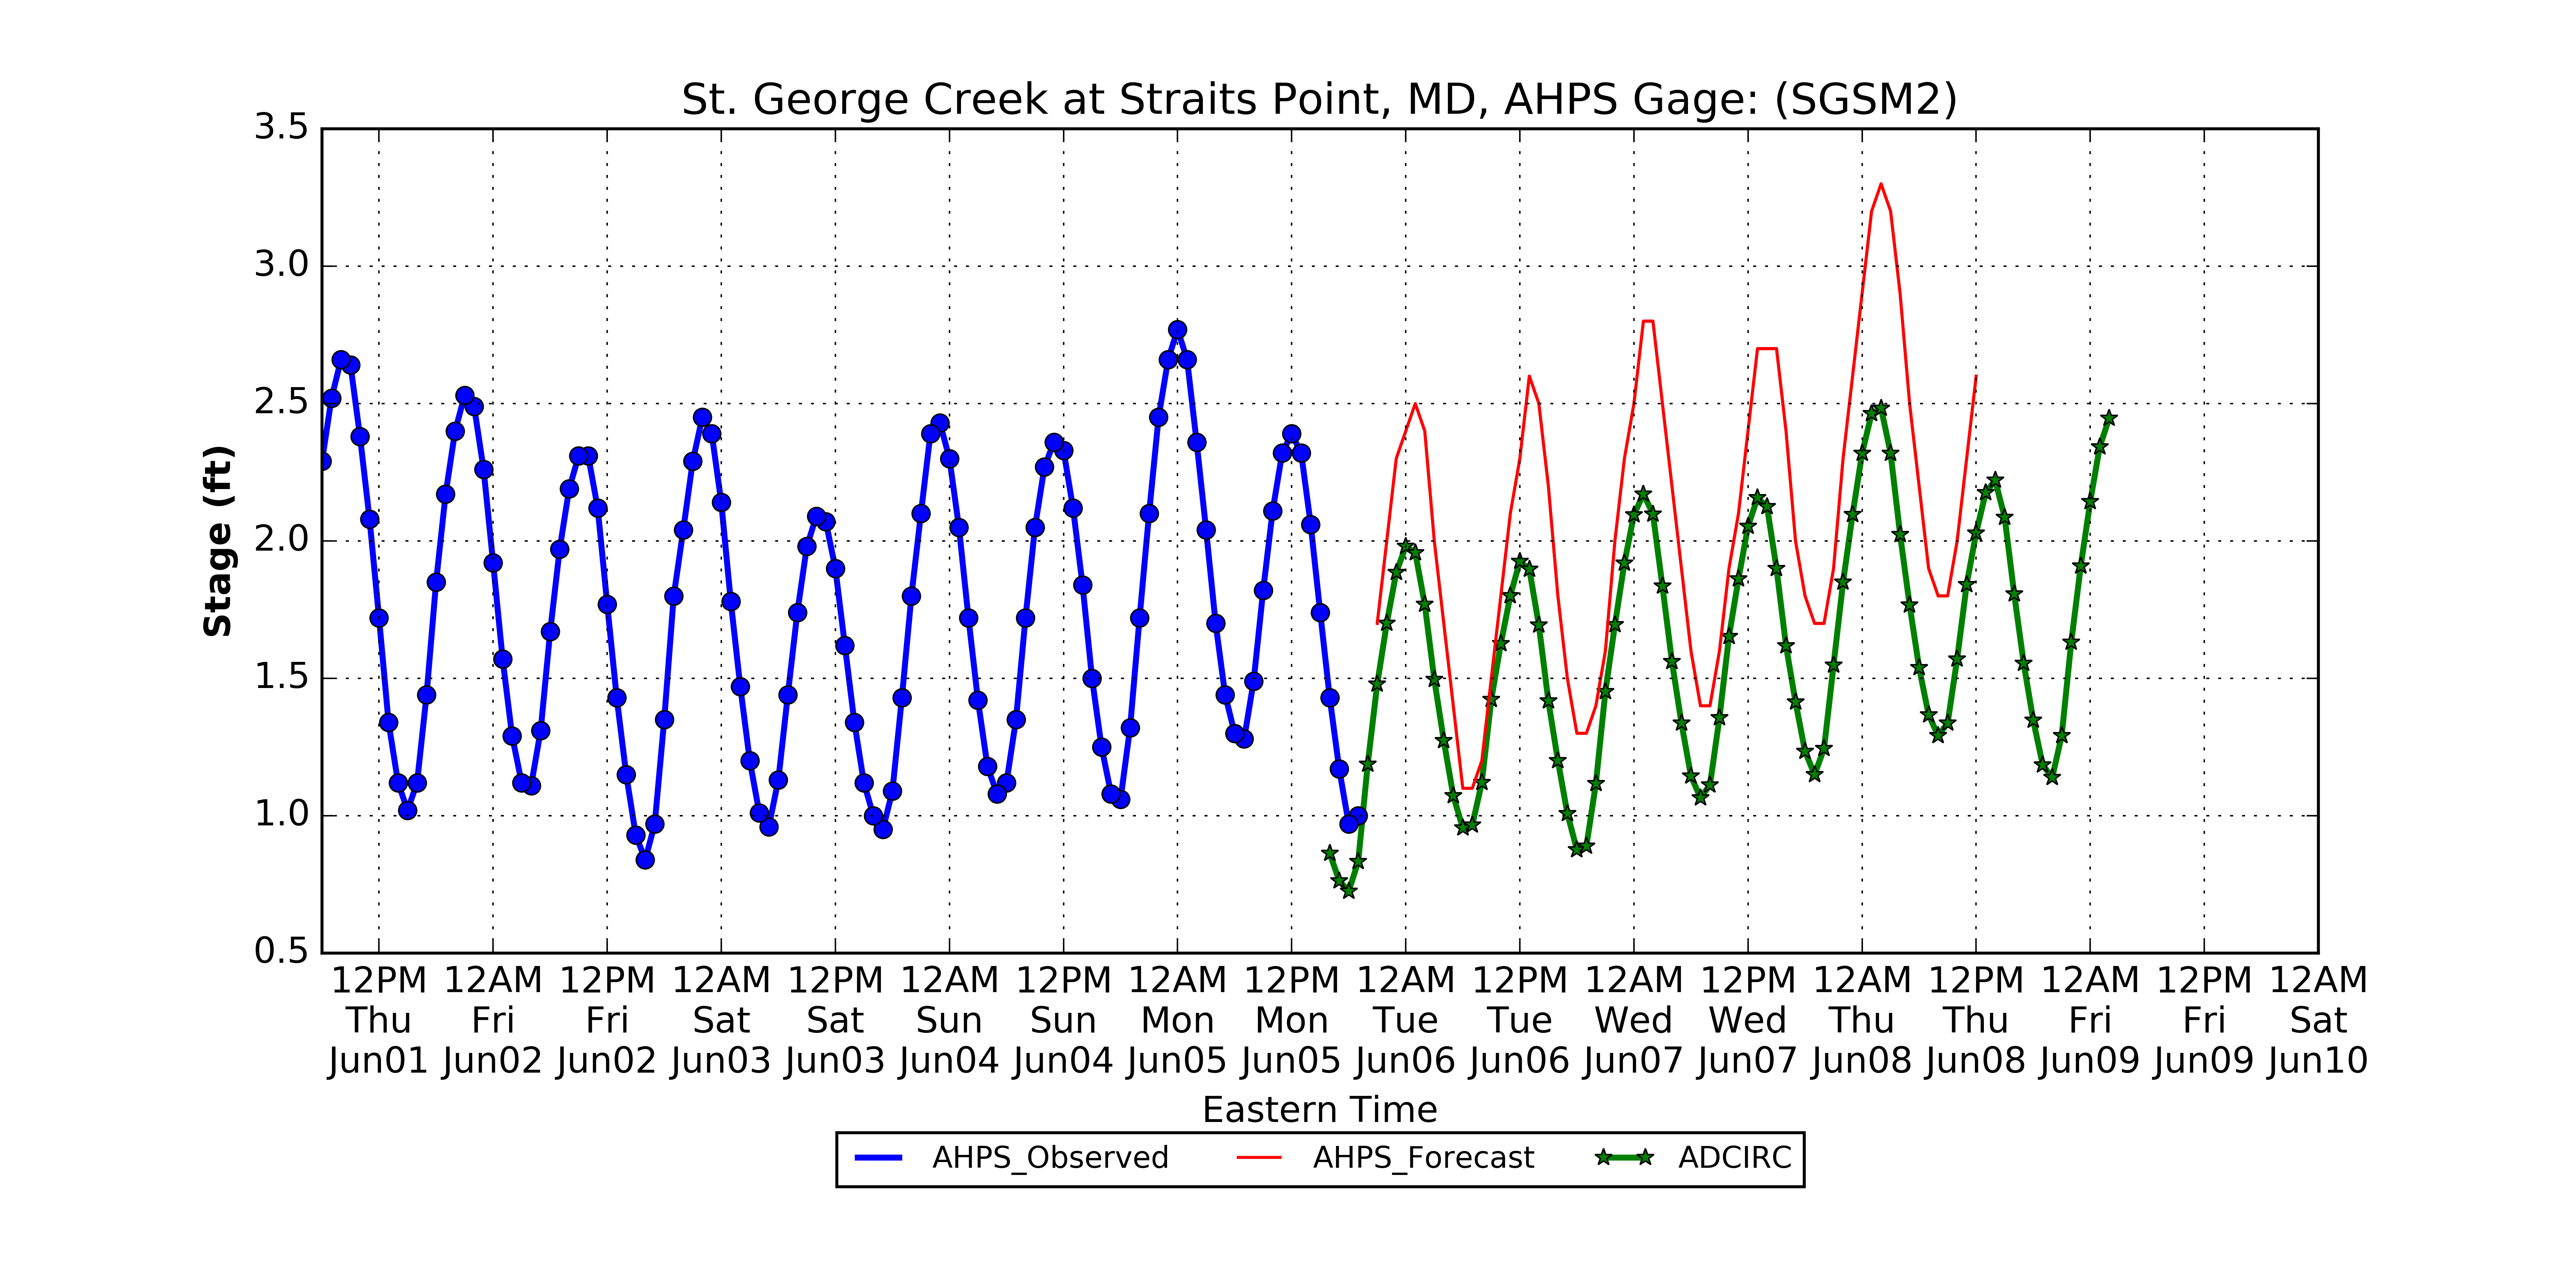 St. George Creek at Straits Point, MD, AHPS Gage: (SGSM2)
3.5
3.0
2.5
2.0
1.5
1.0
0.5
Stage (ft)
12PM 12AM 12PM 12AM 12PM 12AM 12PM 12AM 12PM 12AM 12PM 12AM 12PM 12AM 12PM 12AM 12PM 12AM
Thu Fri Fri Sat Sat Sun Sun Mon Mon Tue Tue Wed Wed Thu Thu Fri Fri Sat
Jun01 Jun02 Jun02 Jun03 Jun03 Jun04 Jun04 Jun05 Jun05 Jun06 Jun06 Jun07 Jun07 Jun08 Jun08 Jun09 Jun09 Jun10
Eastern Time
AHPS_Observed AHPS_Forecast ADCIRC